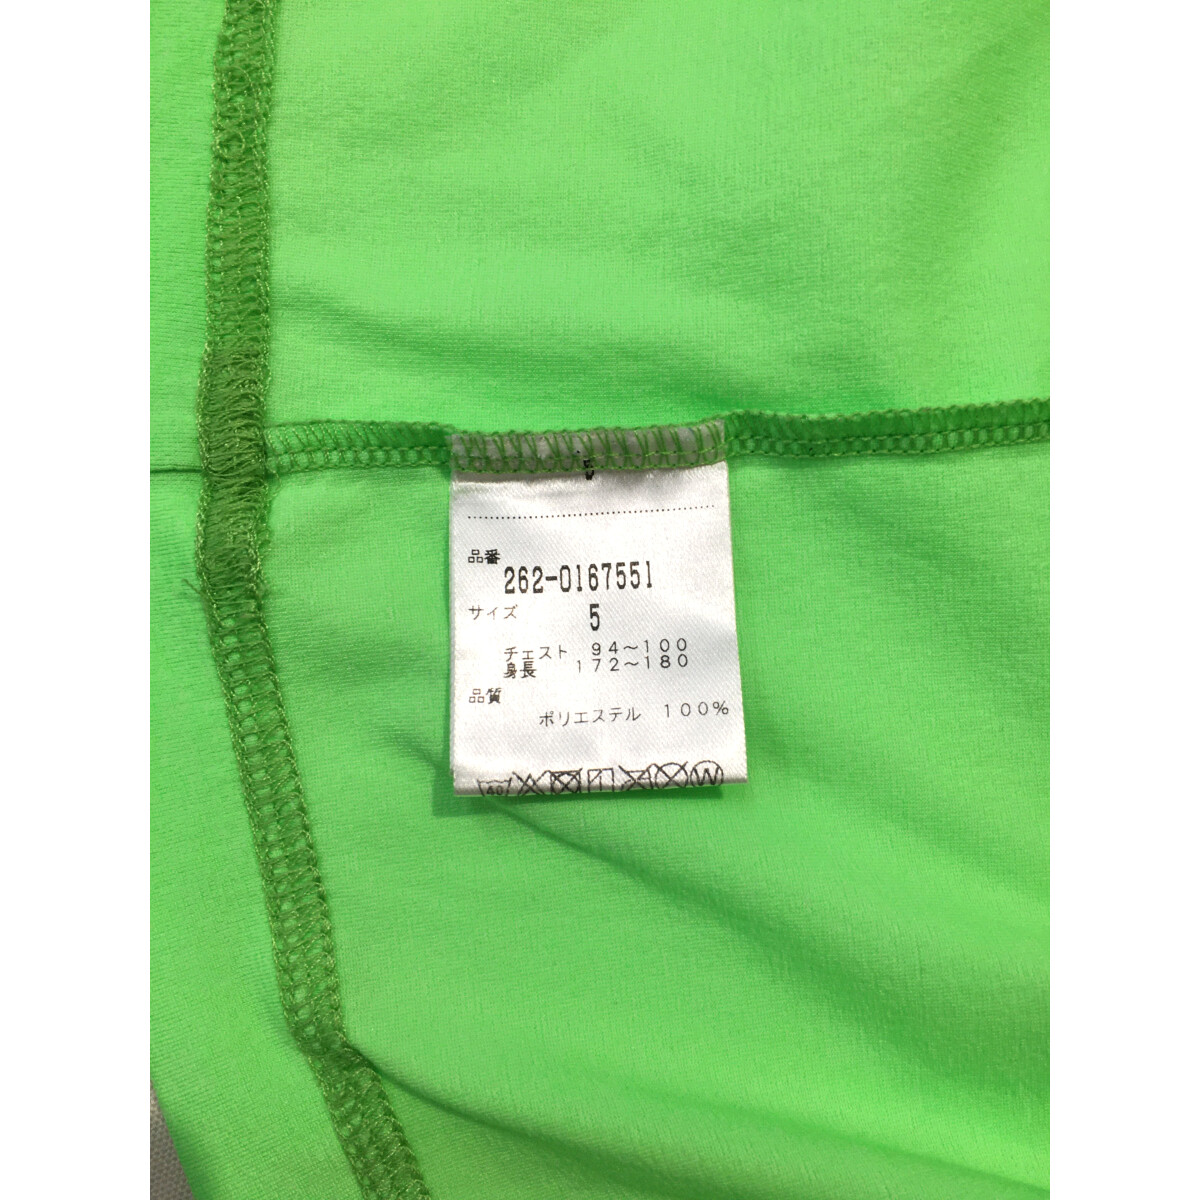 品番
262-0167551
サイズ
5
チェスト 94～100
身長 172～180
品質
ポリエステル 100%
40 W